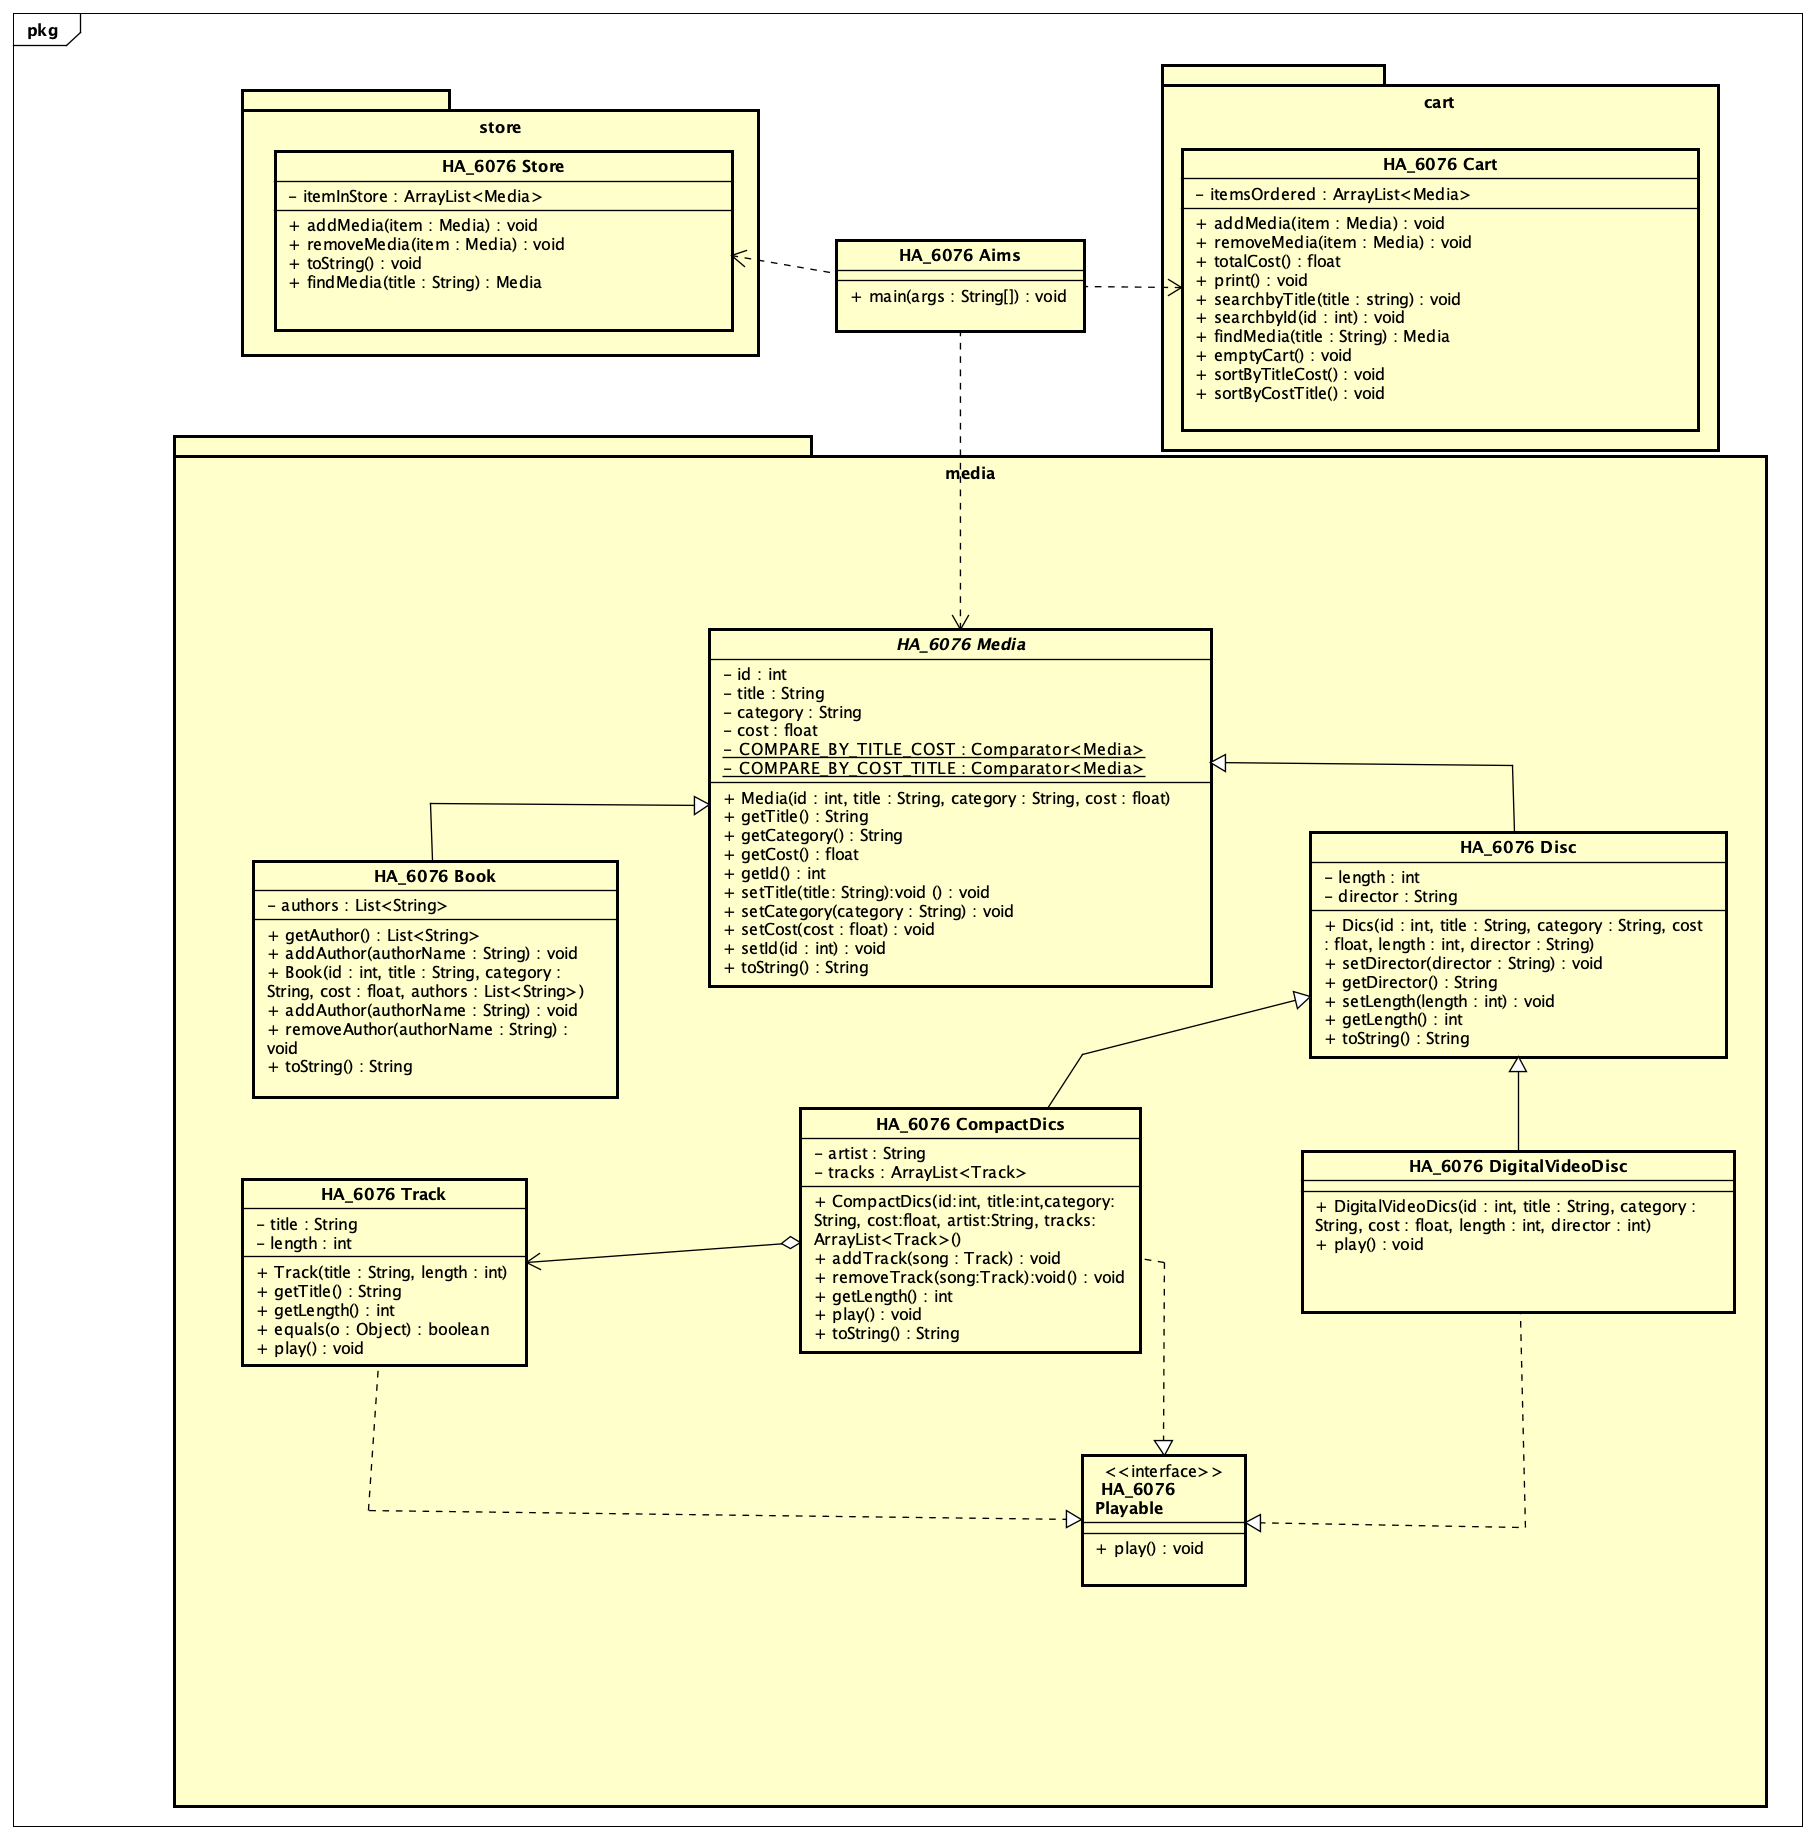 pkg
store
HA_6076 Store
- itemInStore : ArrayList<Media>
+ addMedia(item : Media) : void
+ removeMedia(item : Media) : void
+ toString() : void
+ findMedia(title : String) : Media
cart
HA_6076 Cart
- itemsOrdered : ArrayList<Media>
+ addMedia(item : Media) : void
+ removeMedia(item : Media) : void
+ totalCost() : float
+ print() : void
+ searchbyTitle(title : string) : void
+ searchbyId(id : int) : void
+ findMedia(title : String) : Media
+ emptyCart() : void
+ sortByTitleCost() : void
+ sortByCostTitle() : void
HA_6076 Aims
+ main(args : String[]) : void
media
HA_6076 Media
- id : int
- title : String
- category : String
- cost : float
- COMPARE_BY_TITLE_COST : Comparator<Media>
- COMPARE_BY_COST_TITLE : Comparator<Media>
+ Media(id : int, title : String, category : String, cost : float)
+ getTitle() : String
+ getCategory() : String
+ getCost() : float
+ getId() : int
+ setTitle(title: String):void () : void
+ setCategory(category : String) : void
+ setCost(cost : float) : void
+ setId(id : int) : void
+ toString() : String
HA_6076 Book
- authors : List<String>
+ getAuthor() : List<String>
+ addAuthor(authorName : String) : void
+ Book(id : int, title : String, category :
String, cost : float, authors : List<String>)
+ addAuthor(authorName : String) : void
+ removeAuthor(authorName : String) :
void
+ toString() : String
HA_6076 Disc
- length : int
- director : String
+ Dics(id : int, title : String, category : String, cost
: float, length : int, director : String)
+ setDirector(director : String) : void
+ getDirector() : String
+ setLength(length : int) : void
+ getLength() : int
+ toString() : String
HA_6076 CompactDics
- artist : String
- tracks : ArrayList<Track>
+ CompactDics(id:int, title:int,category:
String, cost:float, artist:String, tracks:
ArrayList<Track>()
+ addTrack(song : Track) : void
+ removeTrack(song:Track):void() : void
+ getLength() : int
+ play() : void
+ toString() : String
HA_6076 DigitalVideoDisc
+ DigitalVideoDics(id : int, title : String, category :
String, cost : float, length : int, director : int)
+ play() : void
HA_6076 Track
- title : String
- length : int
+ Track(title : String, length : int)
+ getTitle() : String
+ getLength() : int
+ equals(o : Object) : boolean
+ play() : void
<<interface>>
HA_6076
Playable
+ play() : void